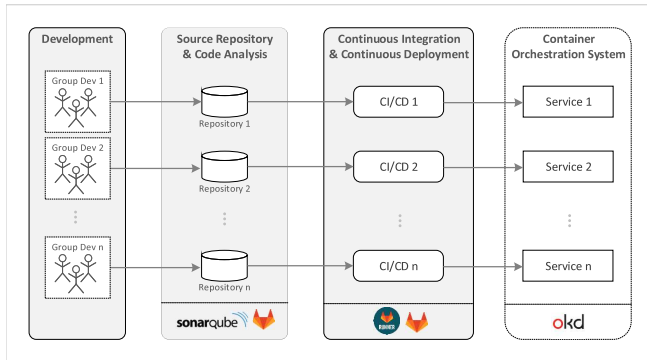 Development
Source Repository
& Code Analysis
Continuous Integration
& Continuous Deployment
Container
Orchestration System
Group Dev 1
Repository 1
CI/CD 1
Service 1
Group Dev 2
Repository 2
CI/CD 2
Service 2
Group Dev n
Repository n
CI/CD n
Service n
sonarqube
RUNNER
okd